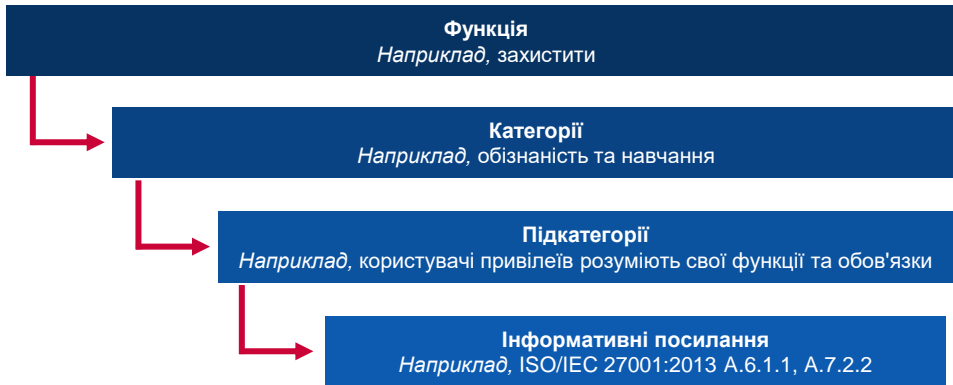 Функція
Наприклад, захистити
Категорії
Наприклад, обізнаність та навчання
Підкатегорії
Наприклад, користувачі привілеїв розуміють свої функції та обов'язки
Інформативні посилання
Наприклад, ISO/IEC 27001:2013 A.6.1.1, A.7.2.2